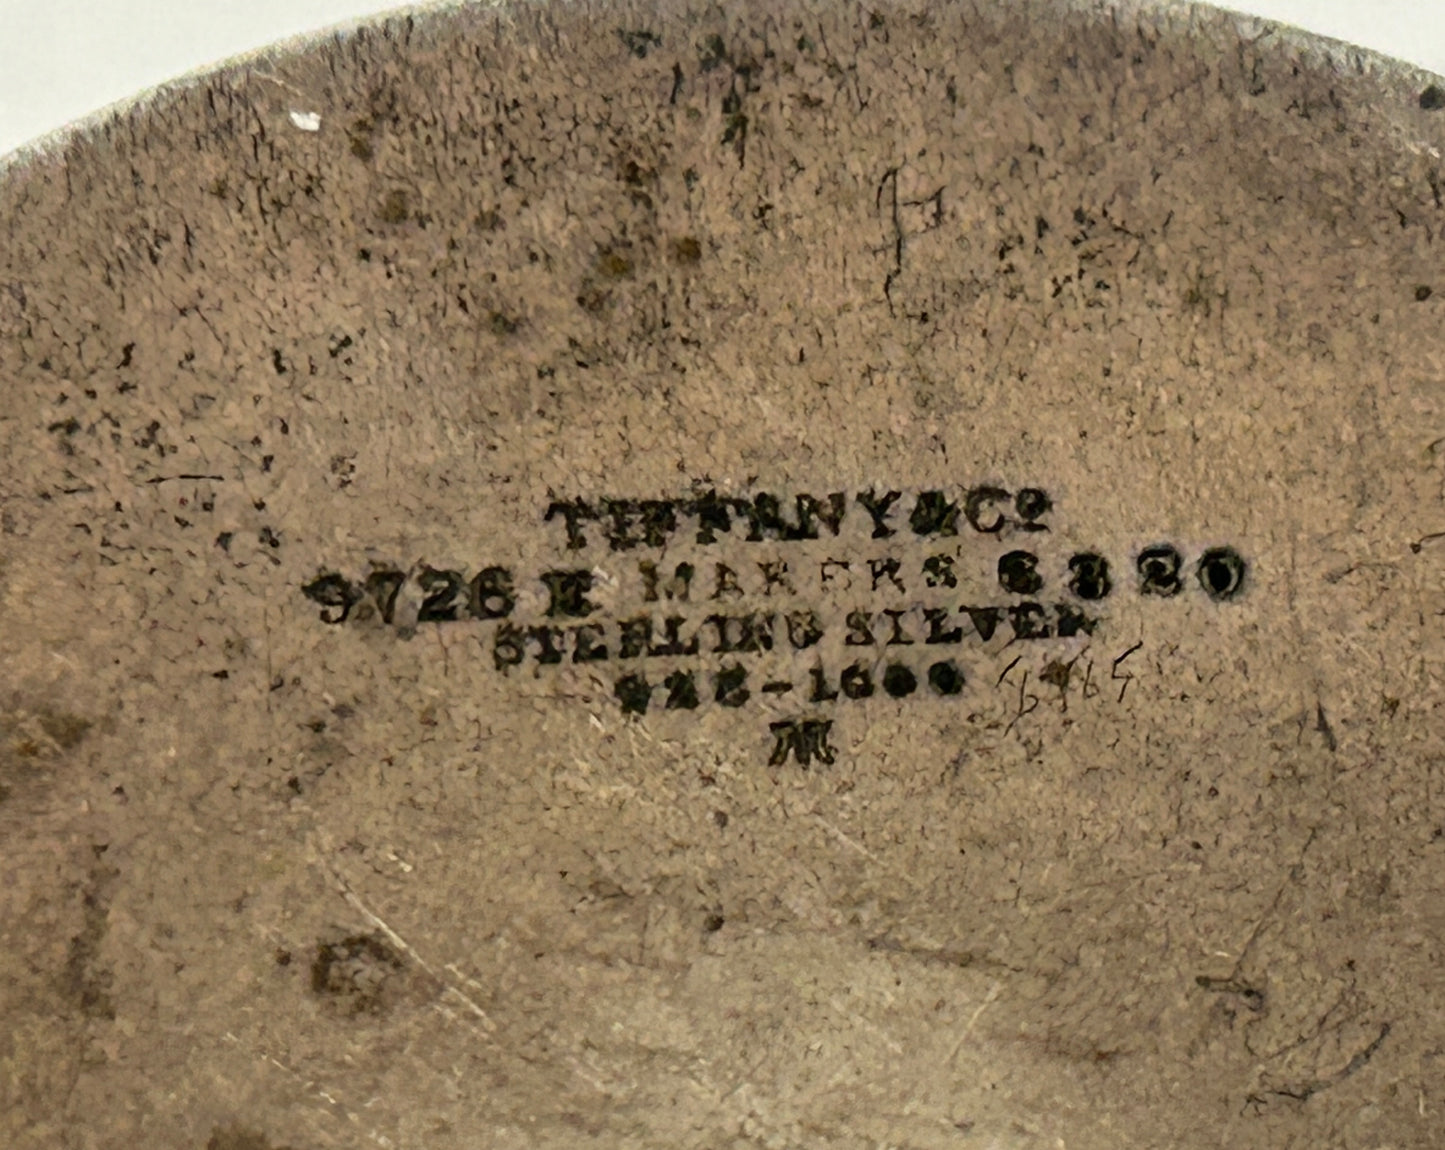 TIFFANY & Co
9726 E MAKERS 6320
STERLING SILVER
925-1000
M